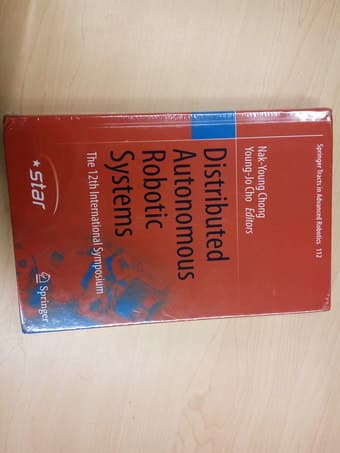 Springer Tracts in Advanced Robotics 112
Nak-Young Chong
Young-Jo Cho Editors
Distributed
Autonomous
Robotic
Systems
The 12th International Symposium
star
Springer